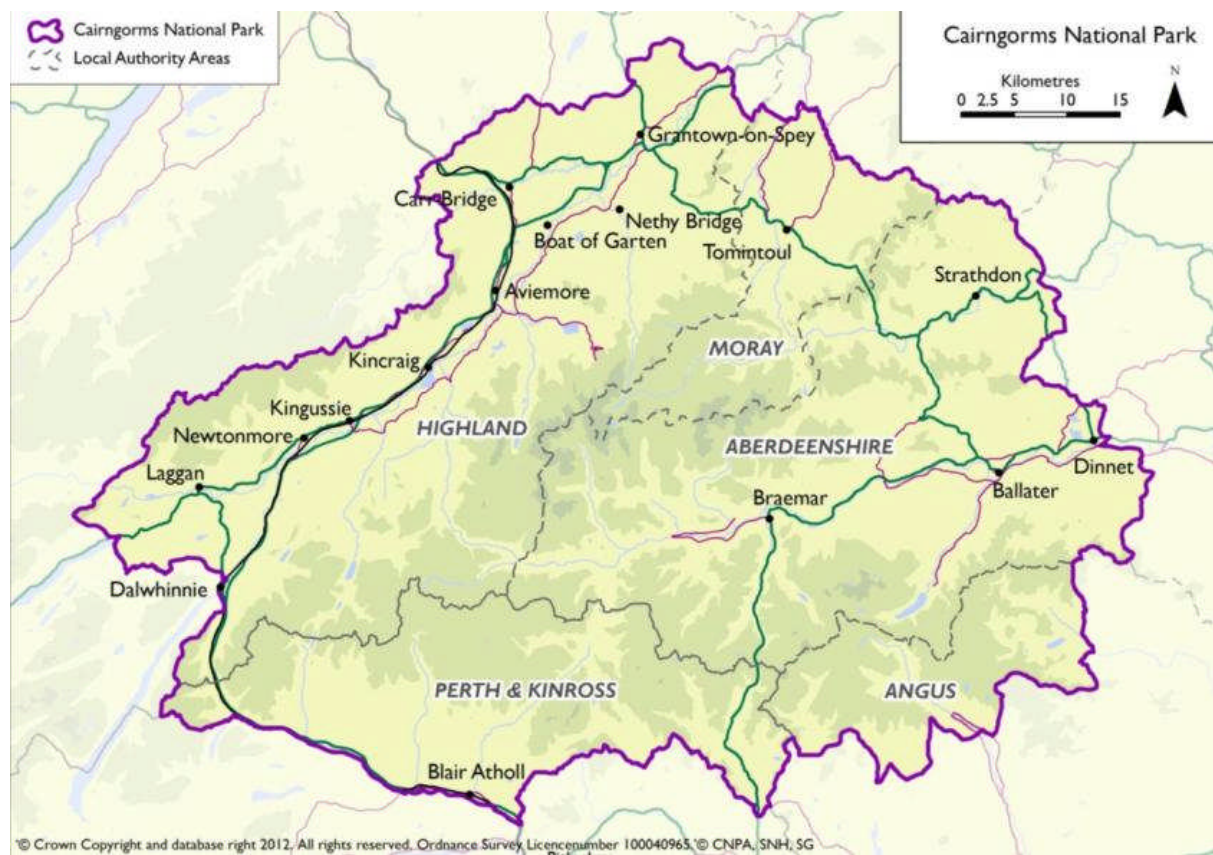 Cairngorms National Park
Local Authority Areas
Cairngorms National Park
Kilometres
0 2.5 5 10 15
N
Grantown-on-Spey
Carr-Bridge
Nethy Bridge
Boat of Garten
Tomintoul
Strathdon
Aviemore
MORAY
Kincraig
Kingussie
HIGHLAND
Newtonmore
ABERDEENSHIRE
Dinnet
Laggan
Ballater
Braemar
Dalwhinnie
PERTH & KINROSS
ANGUS
Blair Atholl
© Crown Copyright and database right 2012. All rights reserved. Ordnance Survey Licencenumber 100040965. © CNPA, SNH, SG